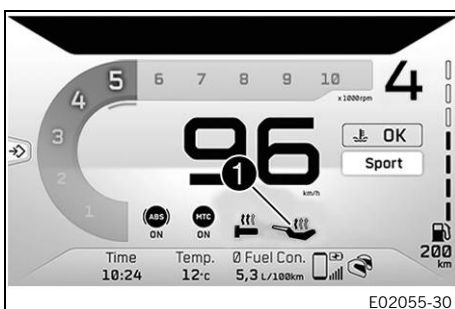 5 6 7 8 9 10
4
x1000rpm
4
3
2
1
OK
96
Sport
1
km/h
ABS MTC
ON ON
200
km
Time Temp. Ø Fuel Con.
10:24 12°C 5,3 L/100km
E02055-30